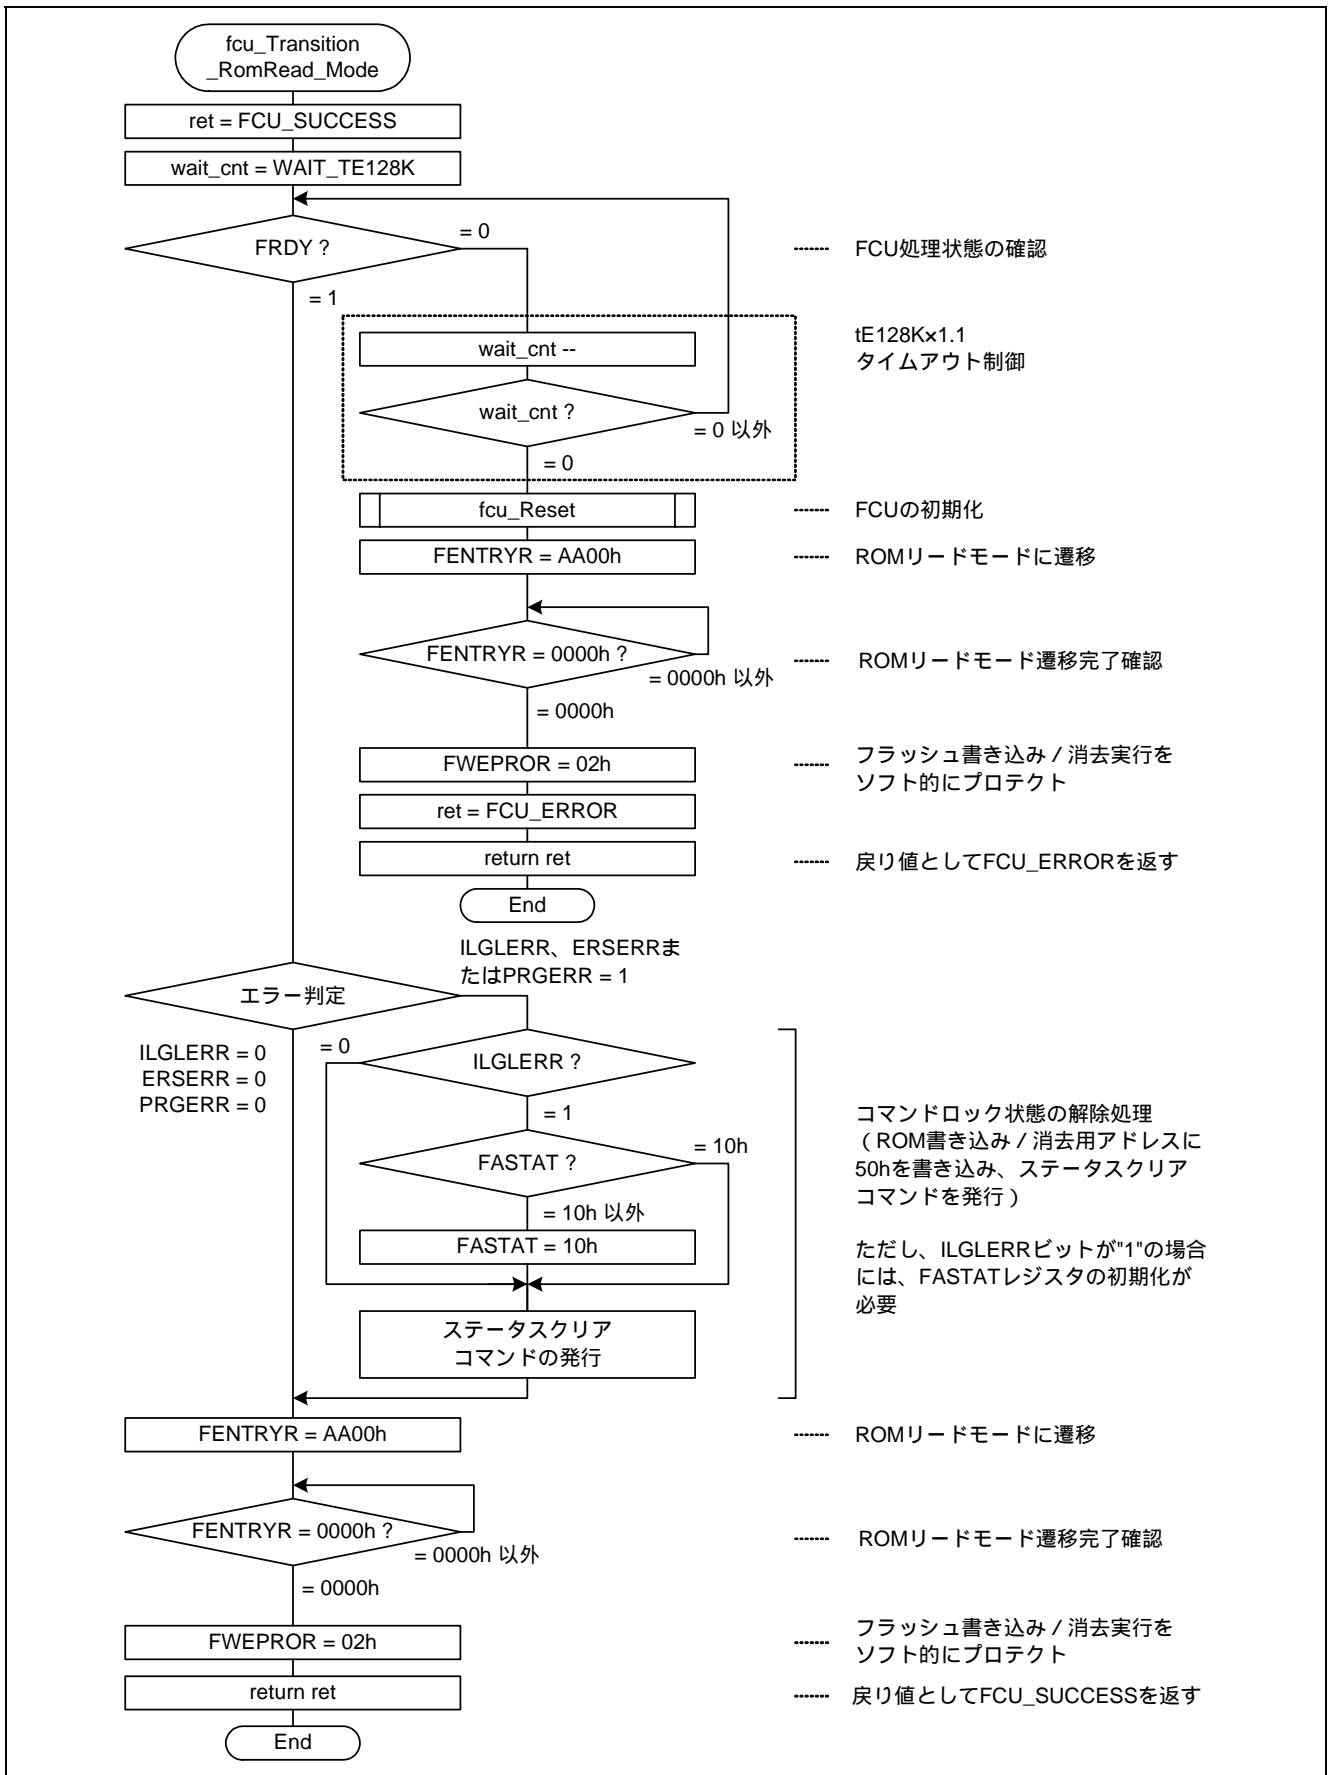 fcu_Transition
_RomRead_Mode
ret = FCU_SUCCESS
wait_cnt = WAIT_TE128K
FRDY ?
= 0
= 1
FCU処理状態の確認
wait_cnt --
wait_cnt ?
= 0 以外
= 0
tE128K×1.1
タイムアウト制御
fcu_Reset
FCUの初期化
FENTRYR = AA00h
ROMリードモードに遷移
FENTRYR = 0000h ?
= 0000h 以外
= 0000h
ROMリードモード遷移完了確認
FWEPROR = 02h
フラッシュ書き込み / 消去実行を
ソフト的にプロテクト
ret = FCU_ERROR
return ret
戻り値としてFCU_ERRORを返す
End
ILGLERR、ERSERRま
たはPRGERR = 1
エラー判定
ILGLERR = 0
ERSERR = 0
PRGERR = 0
= 0
ILGLERR ?
= 1
= 10h
FASTAT ?
= 10h 以外
FASTAT = 10h
ステータスクリア
コマンドの発行
コマンドロック状態の解除処理
（ROM書き込み / 消去用アドレスに
50hを書き込み、ステータスクリア
コマンドを発行）
ただし、ILGLERRビットが"1"の場合
には、FASTATレジスタの初期化が
必要
FENTRYR = AA00h
ROMリードモードに遷移
FENTRYR = 0000h ?
= 0000h 以外
= 0000h
ROMリードモード遷移完了確認
FWEPROR = 02h
フラッシュ書き込み / 消去実行を
ソフト的にプロテクト
return ret
戻り値としてFCU_SUCCESSを返す
End